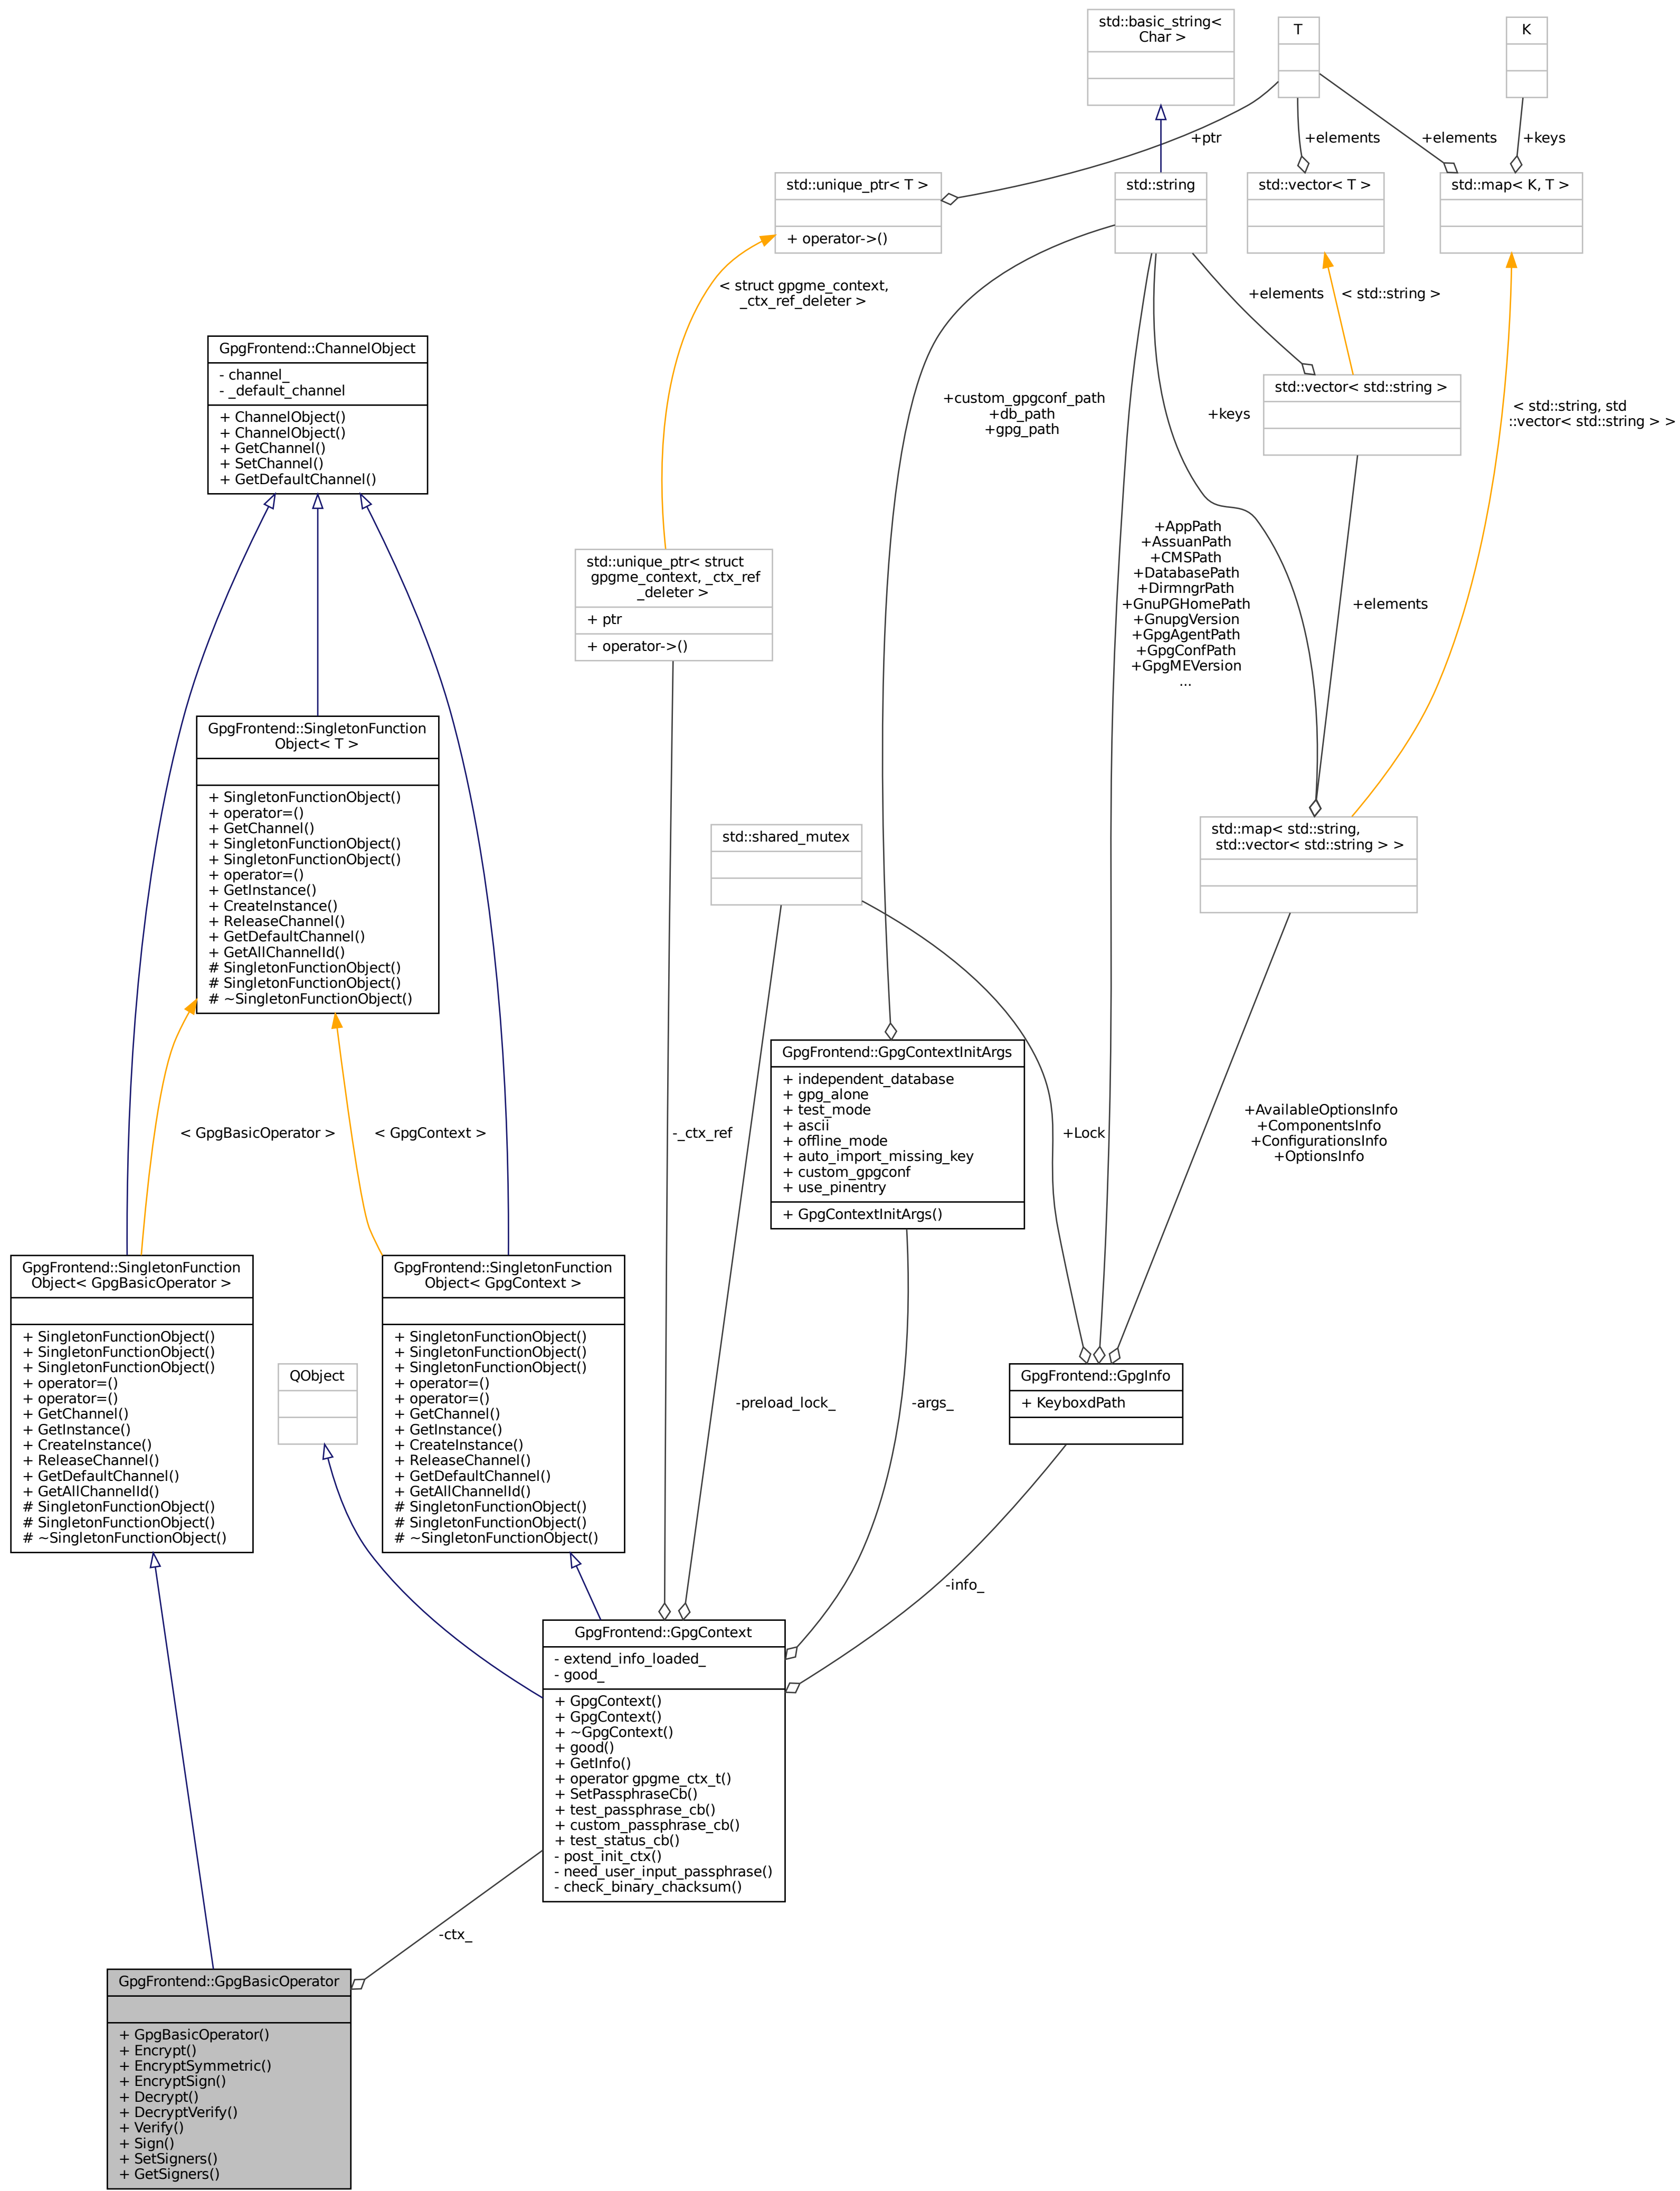 std::basic_string<
Char >
T
K
+ptr
+elements
+elements
+keys
std::unique_ptr< T >
+ operator->()
std::string
std::vector< T >
std::map< K, T >
< struct gpgme_context,
_ctx_ref_deleter >
+elements
< std::string >
GpgFrontend::ChannelObject
- channel_
- _default_channel
+ ChannelObject()
+ ChannelObject()
+ GetChannel()
+ SetChannel()
+ GetDefaultChannel()
+custom_gpgconf_path
+db_path
+gpg_path
+keys
std::vector< std::string >
< std::string, std
::vector< std::string > >
std::unique_ptr< struct
gpgme_context, _ctx_ref
_deleter >
+ ptr
+ operator->()
+AppPath
+AssuanPath
+CMSPath
+DatabasePath
+DirmngrPath
+GnuPGHomePath
+GnupgVersion
+GpgAgentPath
+GpgConfPath
+GpgMEVersion
...
+elements
GpgFrontend::SingletonFunction
Object< T >
+ SingletonFunctionObject()
+ operator=()
+ GetChannel()
+ SingletonFunctionObject()
+ SingletonFunctionObject()
+ operator=()
+ GetInstance()
+ CreateInstance()
+ ReleaseChannel()
+ GetDefaultChannel()
+ GetAllChannelId()
# SingletonFunctionObject()
# SingletonFunctionObject()
# ~SingletonFunctionObject()
std::shared_mutex
std::map< std::string,
std::vector< std::string > >
< GpgBasicOperator >
< GpgContext >
-_ctx_ref
GpgFrontend::GpgContextInitArgs
+ independent_database
+ gpg_alone
+ test_mode
+ ascii
+ offline_mode
+ auto_import_missing_key
+ custom_gpgconf
+ use_pinentry
+ GpgContextInitArgs()
+Lock
+AvailableOptionsInfo
+ComponentsInfo
+ConfigurationsInfo
+OptionsInfo
GpgFrontend::SingletonFunction
Object< GpgBasicOperator >
+ SingletonFunctionObject()
+ SingletonFunctionObject()
+ SingletonFunctionObject()
+ operator=()
+ operator=()
+ GetChannel()
+ GetInstance()
+ CreateInstance()
+ ReleaseChannel()
+ GetDefaultChannel()
+ GetAllChannelId()
# SingletonFunctionObject()
# SingletonFunctionObject()
# ~SingletonFunctionObject()
QObject
GpgFrontend::SingletonFunction
Object< GpgContext >
+ SingletonFunctionObject()
+ SingletonFunctionObject()
+ SingletonFunctionObject()
+ operator=()
+ operator=()
+ GetChannel()
+ GetInstance()
+ CreateInstance()
+ ReleaseChannel()
+ GetDefaultChannel()
+ GetAllChannelId()
# SingletonFunctionObject()
# SingletonFunctionObject()
# ~SingletonFunctionObject()
-preload_lock_
-args_
GpgFrontend::GpgInfo
+ KeyboxdPath
-info_
GpgFrontend::GpgContext
- extend_info_loaded_
- good_
+ GpgContext()
+ GpgContext()
+ ~GpgContext()
+ good()
+ GetInfo()
+ operator gpgme_ctx_t()
+ SetPassphraseCb()
+ test_passphrase_cb()
+ custom_passphrase_cb()
+ test_status_cb()
- post_init_ctx()
- need_user_input_passphrase()
- check_binary_chacksum()
-ctx_
GpgFrontend::GpgBasicOperator
+ GpgBasicOperator()
+ Encrypt()
+ EncryptSymmetric()
+ EncryptSign()
+ Decrypt()
+ DecryptVerify()
+ Verify()
+ Sign()
+ SetSigners()
+ GetSigners()